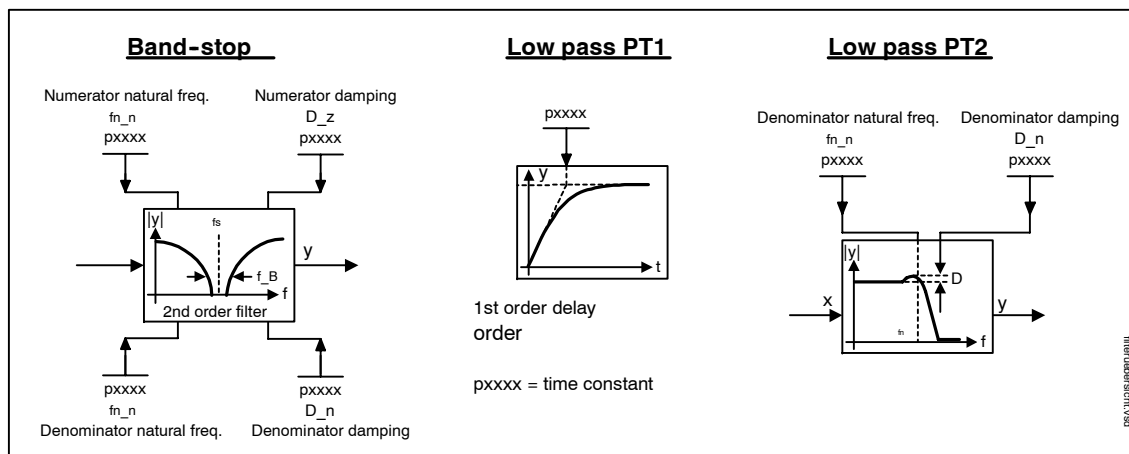 Band-stop
Numerator natural freq.
fn_n
pxxxx
Numerator damping
D_z
pxxxx
|y|
fs
f_B
f
y
2nd order filter
pxxxx
fn_n
Denominator natural freq.
pxxxx
D_n
Denominator damping
Low pass PT1
pxxxx
y
t
1st order delay
order
pxxxx = time constant
Low pass PT2
Denominator natural freq.
fn_n
pxxxx
Denominator damping
D_n
pxxxx
|y|
D
x
y
fn
f
filteruebersicht.vsd